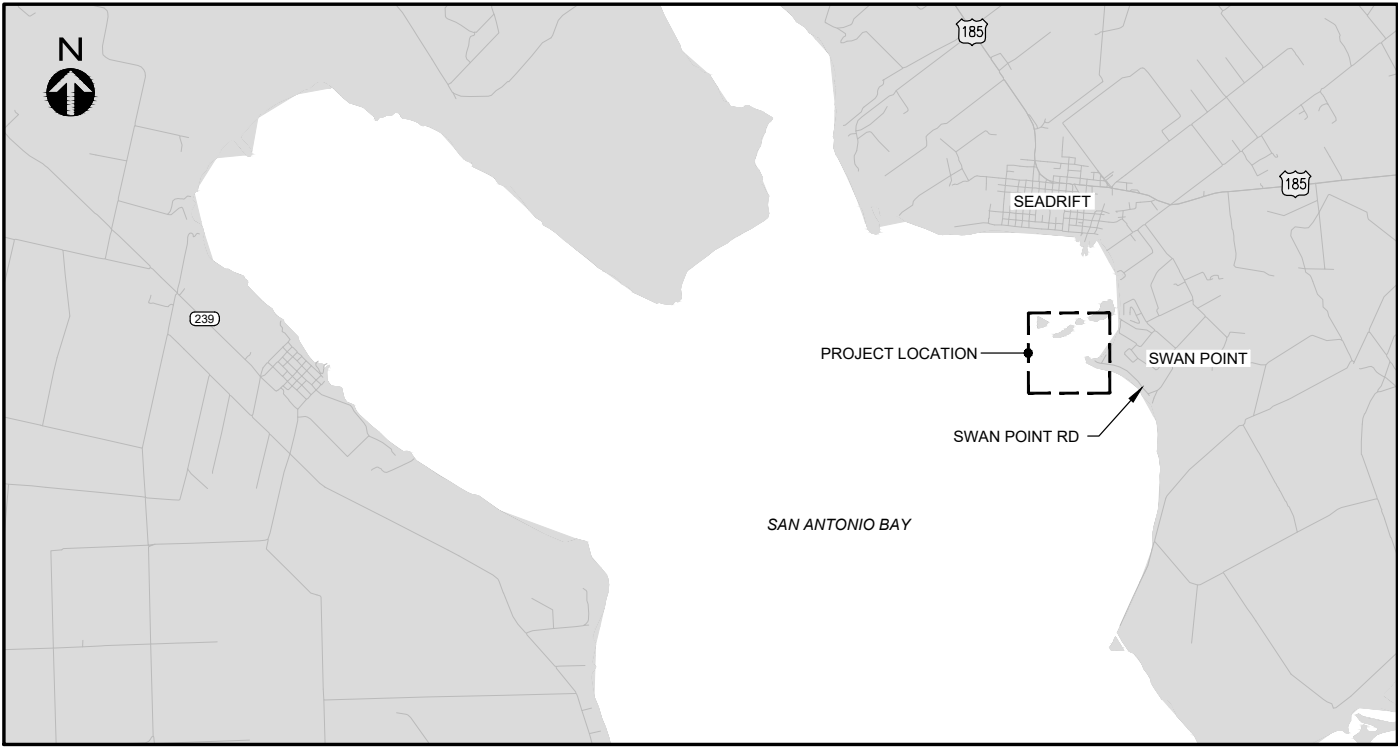 N
185
SEADRIFT
185
239
PROJECT LOCATION
SWAN POINT
SWAN POINT RD
SAN ANTONIO BAY